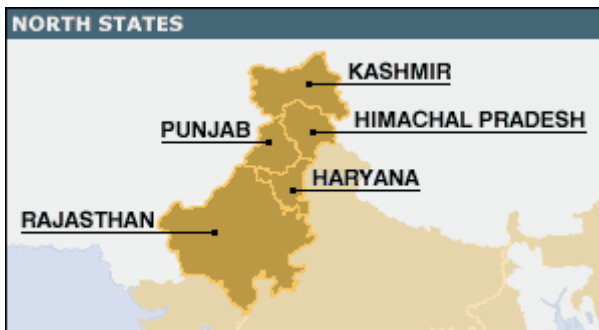 NORTH STATES
KASHMIR
HIMACHAL PRADESH
PUNJAB
HARYANA
RAJASTHAN